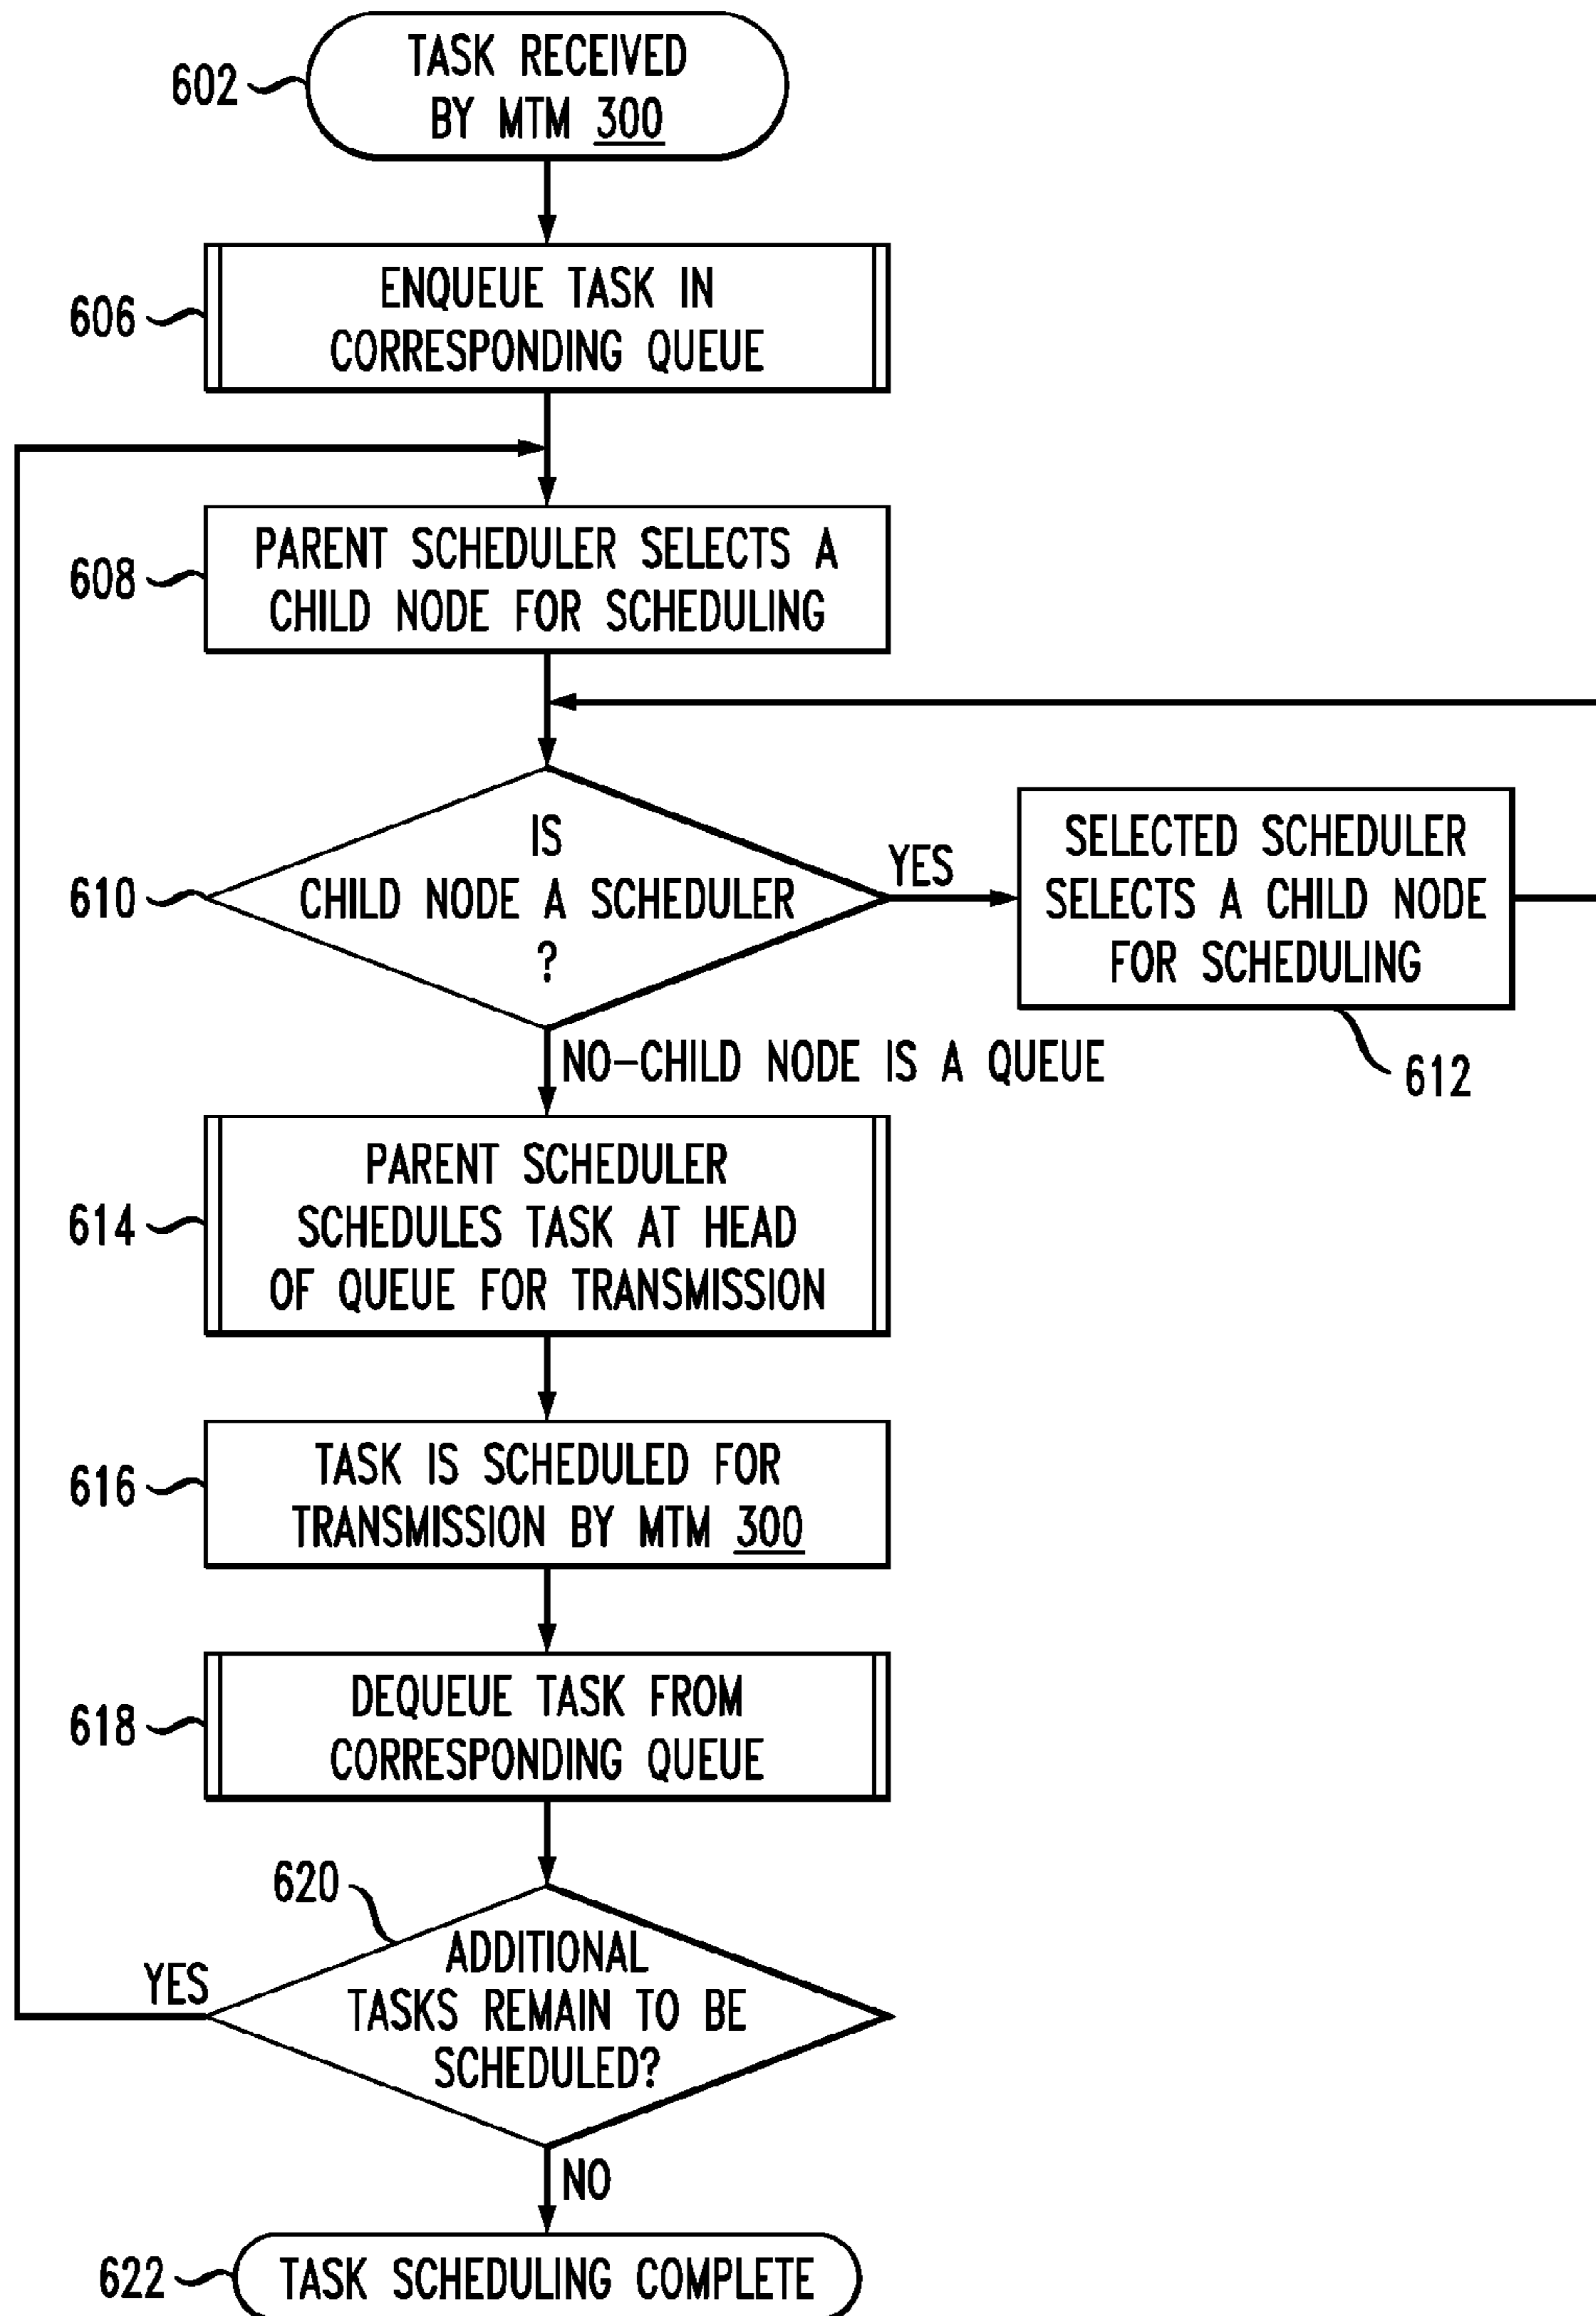 602
TASK RECEIVED
BY MTM 300
606
ENQUEUE TASK IN
CORRESPONDING QUEUE
608
PARENT SCHEDULER SELECTS A
CHILD NODE FOR SCHEDULING
610
IS
CHILD NODE A SCHEDULER
?
YES
SELECTED SCHEDULER
SELECTS A CHILD NODE
FOR SCHEDULING
612
NO-CHILD NODE IS A QUEUE
614
PARENT SCHEDULER
SCHEDULES TASK AT HEAD
OF QUEUE FOR TRANSMISSION
616
TASK IS SCHEDULED FOR
TRANSMISSION BY MTM 300
618
DEQUEUE TASK FROM
CORRESPONDING QUEUE
620
ADDITIONAL
TASKS REMAIN TO BE
SCHEDULED?
YES
NO
622
TASK SCHEDULING COMPLETE